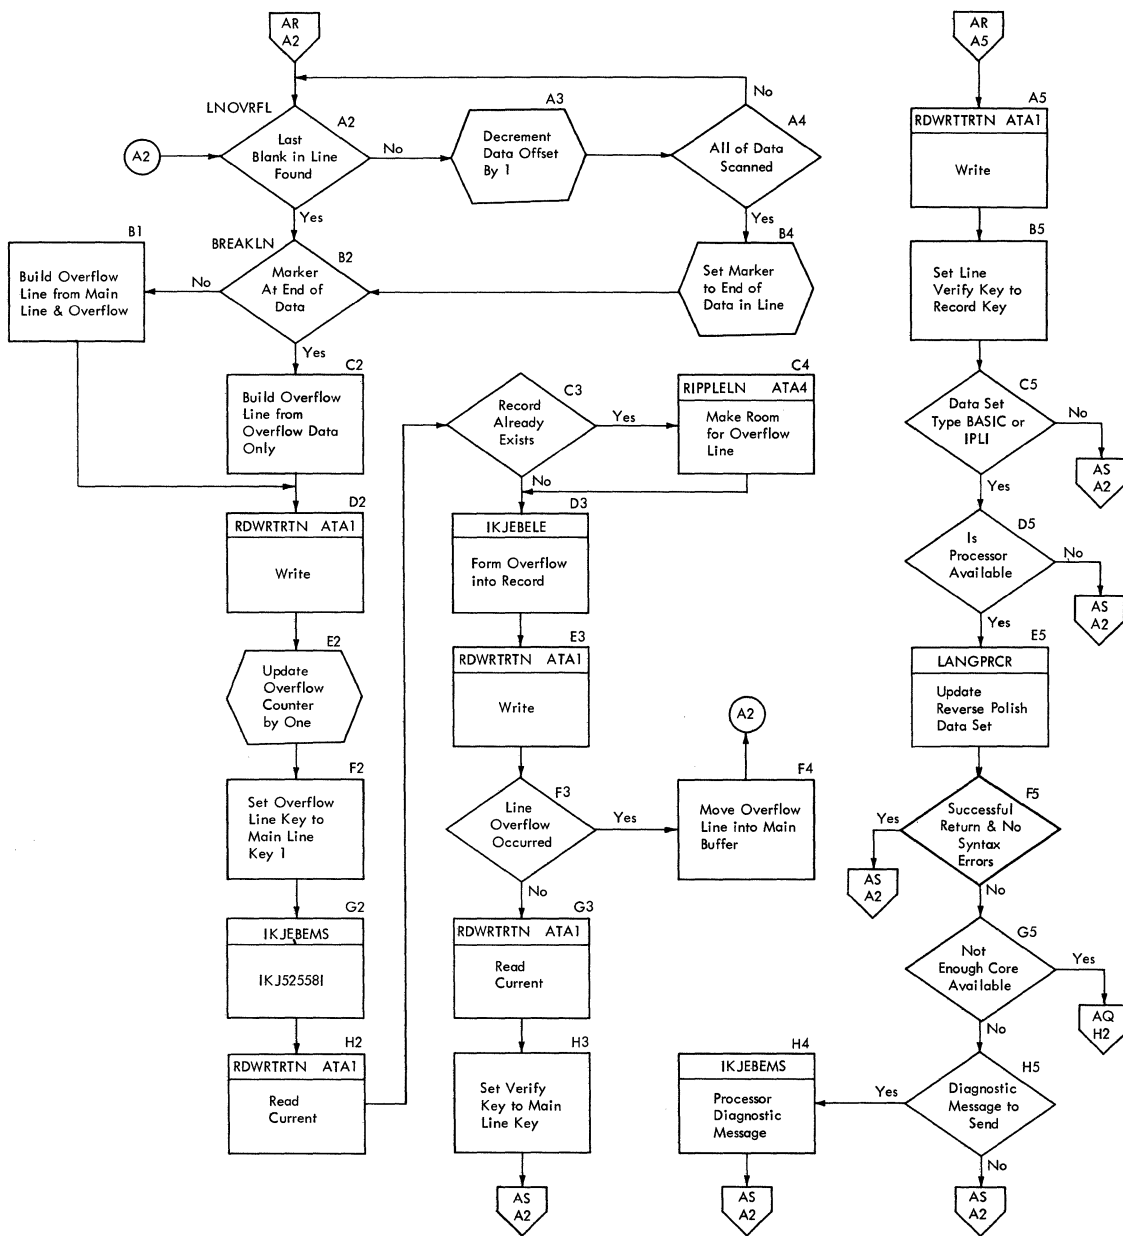 AR
A2
LNOVRFL
A2
Last
Blank in Line
Found
A2
No
Yes
A3
Decrement
Data Offset
By 1
No
A4
All of Data
Scanned
Yes
B1
Build Overflow
Line from Main
Line & Overflow
BREAKLN
B2
Marker
At End of
Data
No
Yes
B4
Set Marker
to End of
Data in Line
C2
Build Overflow
Line from
Overflow Data
Only
D2
RDWRTRTN ATA1
Write
E2
Update
Overflow
Counter
by One
F2
Set Overflow
Line Key to
Main Line
Key 1
G2
IKJEBEMS
IKJ52558I
H2
RDWRTRTN ATA1
Read
Current
C3
Record
Already
Exists
Yes
No
C4
RIPPLELN ATA4
Make Room
for Overflow
Line
D3
IKJEBELE
Form Overflow
into Record
E3
RDWRTRTN ATA1
Write
F3
Line
Overflow
Occurred
Yes
No
A2
F4
Move Overflow
Line into Main
Buffer
G3
RDWRTRTN ATA1
Read
Current
H3
Set Verify
Key to Main
Line Key
AS
A2
AR
A5
A5
RDWRTTRTN ATA1
Write
B5
Set Line
Verify Key to
Record Key
C5
Data Set
Type BASIC or
IPLI
No
AS
A2
Yes
D5
Is
Processor
Available
No
AS
A2
Yes
E5
LANGPRCR
Update
Reverse Polish
Data Set
F5
Successful
Return & No
Syntax
Errors
Yes
AS
A2
No
G5
Not
Enough Core
Available
Yes
AQ
H2
No
H5
Diagnostic
Message to
Send
Yes
No
H4
IKJEBEMS
Processor
Diagnostic
Message
AS
A2
AS
A2